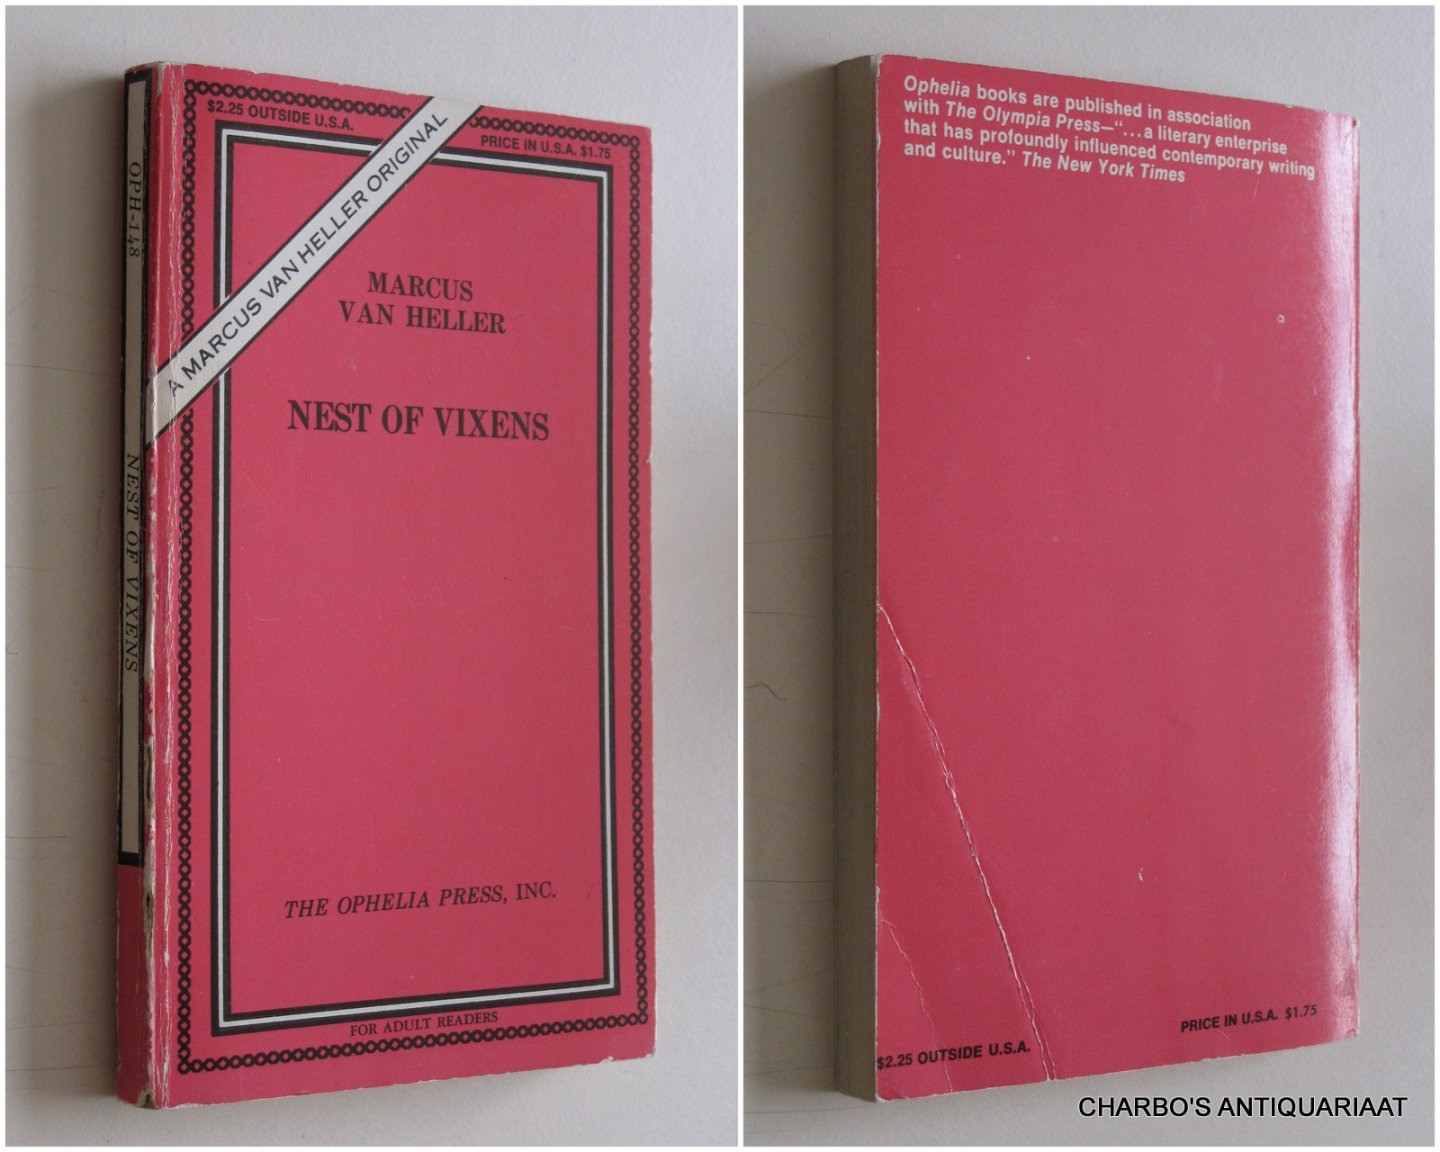 $2.25 OUTSIDE U.S.A.
PRICE IN U.S.A. $1.75
A MARCUS VAN HELLER ORIGINAL
MARCUS
VAN HELLER
NEST OF VIXENS
THE OPHELIA PRESS, INC.
FOR ADULT READERS
OPH-148
NEST OF VIXENS
Ophelia books are published in association
with The Olympia Press—“...a literary enterprise
that has profoundly influenced contemporary writing
and culture.” The New York Times
$2.25 OUTSIDE U.S.A.
PRICE IN U.S.A. $1.75
CHARBO'S ANTIQUARIAAT